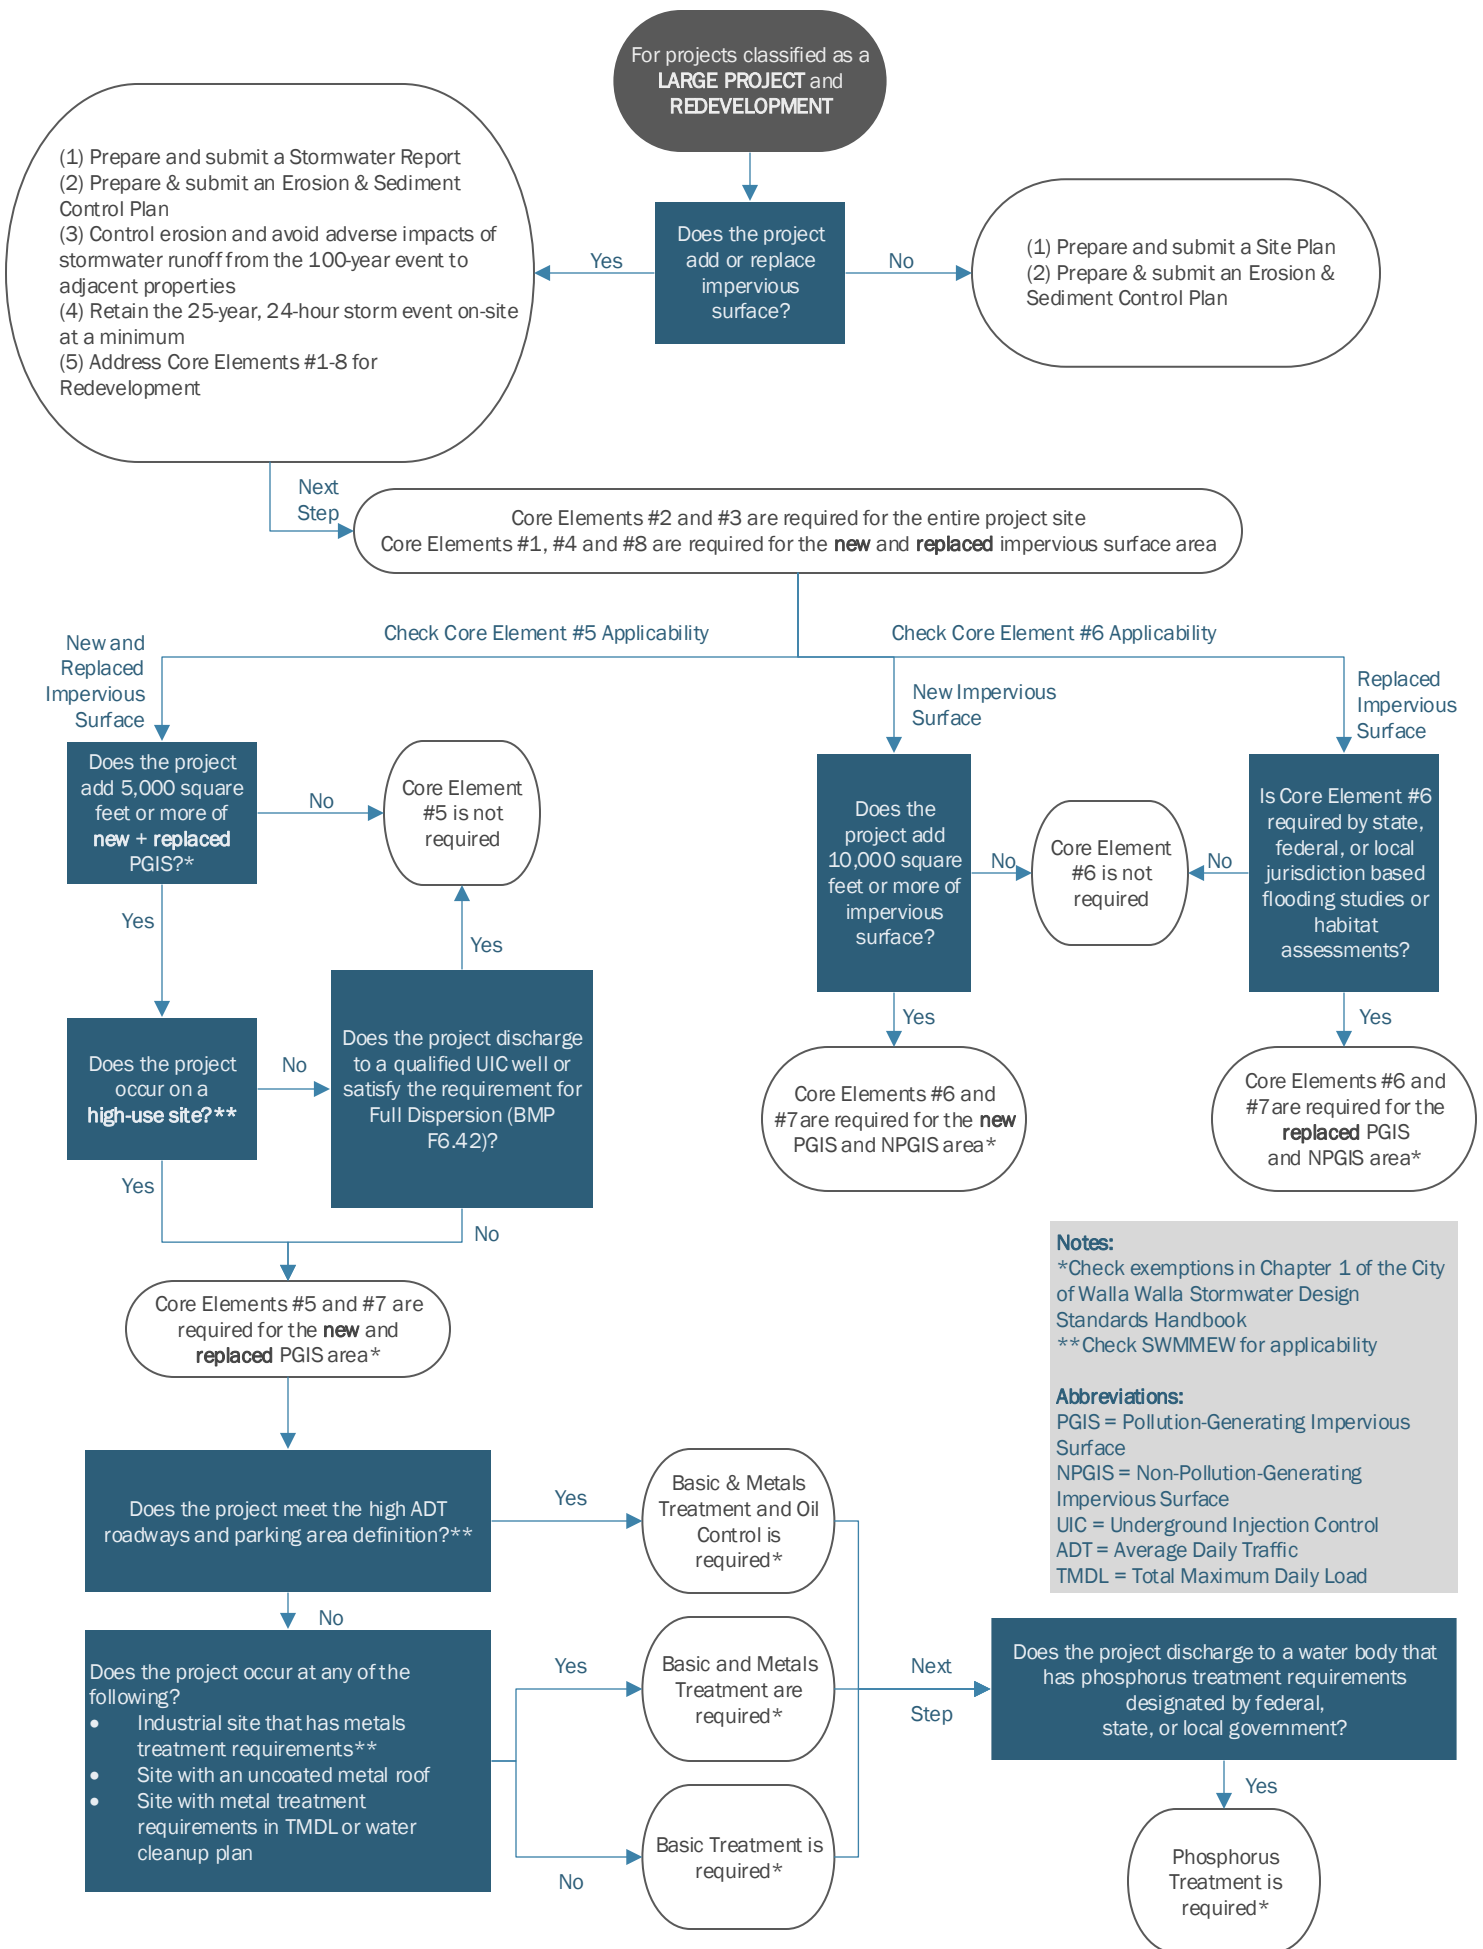 For projects classified as a
LARGE PROJECT and
REDEVELOPMENT
(1) Prepare and submit a Stormwater Report
(2) Prepare & submit an Erosion & Sediment
Control Plan
(3) Control erosion and avoid adverse impacts of
stormwater runoff from the 100-year event to
adjacent properties
(4) Retain the 25-year, 24-hour storm event on-site
at a minimum
(5) Address Core Elements #1-8 for
Redevelopment
Yes
Does the project
add or replace
impervious
surface?
No
(1) Prepare and submit a Site Plan
(2) Prepare & submit an Erosion &
Sediment Control Plan
Next
Step
Core Elements #2 and #3 are required for the entire project site
Core Elements #1, #4 and #8 are required for the new and replaced impervious surface area
Check Core Element #5 Applicability
Check Core Element #6 Applicability
New and
Replaced
Impervious
Surface
New Impervious
Surface
Replaced
Impervious
Surface
Does the project
add 5,000 square
feet or more of
new + replaced
PGIS?*
No
Core Element
#5 is not
required
Does the
project add
10,000 square
feet or more of
impervious
surface?
No
Core Element
#6 is not
required
No
Is Core Element #6
required by state,
federal, or local
jurisdiction based
flooding studies or
habitat
assessments?
Yes
Yes
Yes
Yes
Does the project
occur on a
high-use site?**
No
Does the project discharge
to a qualified UIC well or
satisfy the requirement for
Full Dispersion (BMP
F6.42)?
Core Elements #6 and
#7are required for the new
PGIS and NPGIS area*
Core Elements #6 and
#7are required for the
replaced PGIS
and NPGIS area*
Yes
No
Core Elements #5 and #7 are
required for the new and
replaced PGIS area*
Notes:
*Check exemptions in Chapter 1 of the City
of Walla Walla Stormwater Design
Standards Handbook
**Check SWMMEW for applicability
Abbreviations:
PGIS = Pollution-Generating Impervious
Surface
NPGIS = Non-Pollution-Generating
Impervious Surface
UIC = Underground Injection Control
ADT = Average Daily Traffic
TMDL = Total Maximum Daily Load
Does the project meet the high ADT
roadways and parking area definition?**
Yes
Basic & Metals
Treatment and Oil
Control is
required*
No
Does the project occur at any of the
following?
• Industrial site that has metals
treatment requirements**
• Site with an uncoated metal roof
• Site with metal treatment
requirements in TMDL or water
cleanup plan
Yes
Basic and Metals
Treatment are
required*
No
Basic Treatment is
required*
Next
Step
Does the project discharge to a water body that
has phosphorus treatment requirements
designated by federal,
state, or local government?
Yes
Phosphorus
Treatment is
required*